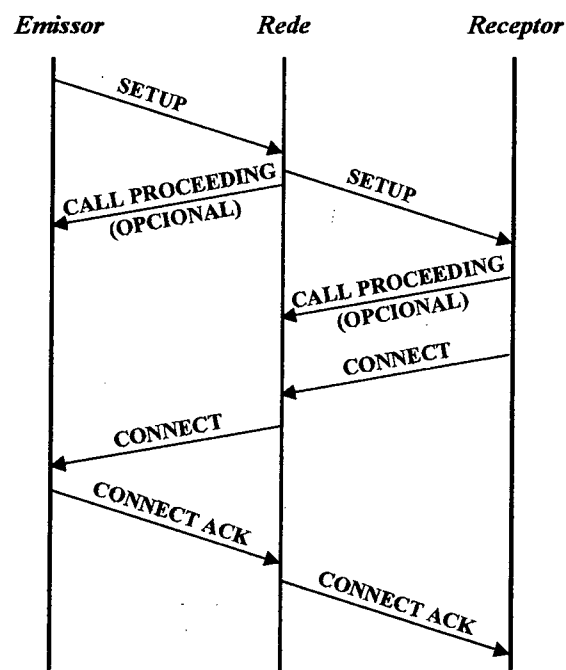 Emissor Rede Receptor
SETUP
SETUP
CALL PROCEEDING
(OPCIONAL)
CALL PROCEEDING
(OPCIONAL)
CONNECT
CONNECT
CONNECT ACK
CONNECT ACK